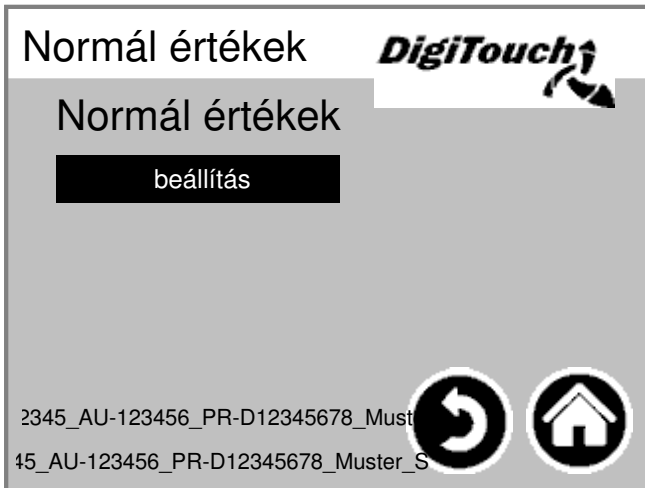 Normál értékek
DigiTouch
Normál értékek
beállítás
2345_AU-123456_PR-D12345678_Must
45_AU-123456_PR-D12345678_Muster_S